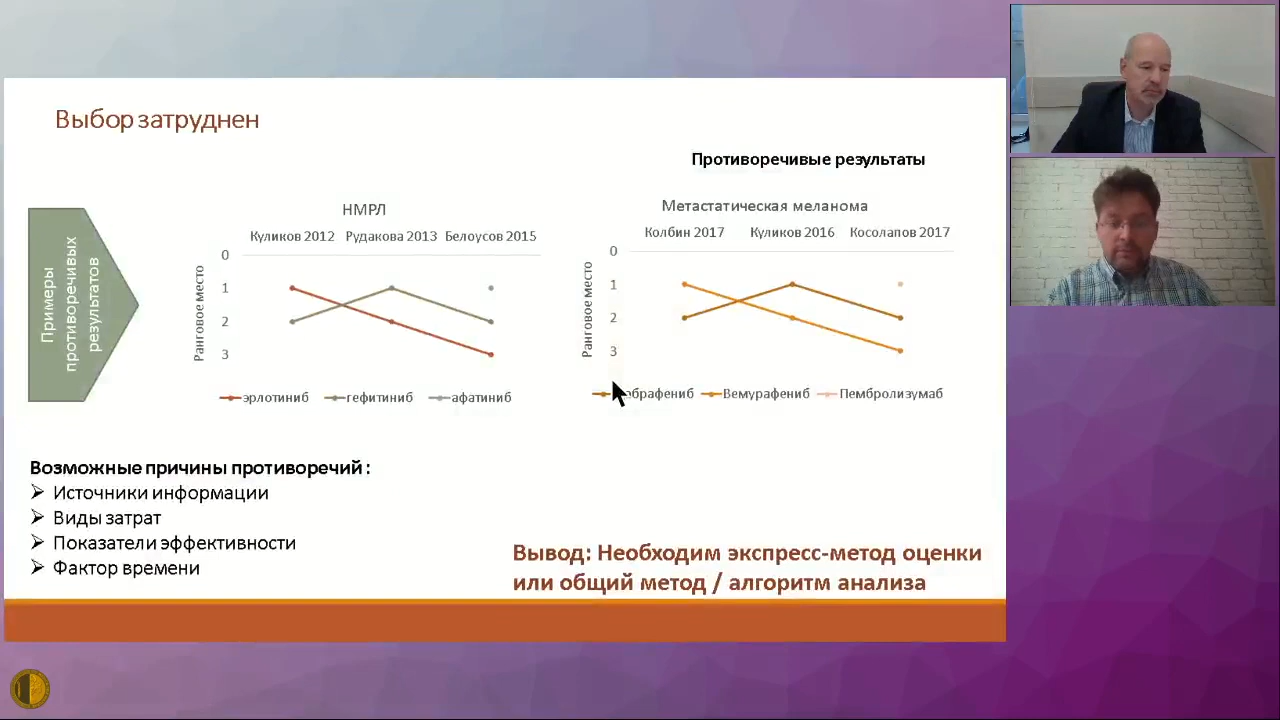 Выбор затруднен
Противоречивые результаты
Примеры
противоречивых
результатов
НМРЛ
Куликов 2012 Рудакова 2013 Белоусов 2015
Ранговое место
0
1
2
3
эрлотиниб гефитиниб афатиниб
Метастатическая меланома
Колбин 2017 Куликов 2016 Косолапов 2017
Ранговое место
0
1
2
3
Вемурафениб Пембролизумаб
Возможные причины противоречий :
Источники информации
Виды затрат
Показатели эффективности
Фактор времени
Вывод: Необходим экспресс-метод оценки
или общий метод / алгоритм анализа